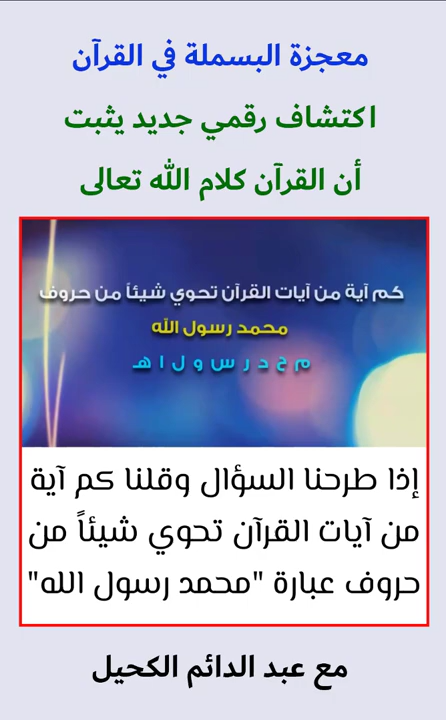 معجزة البسملة في القرآن
اكتشاف رقمي جديد يثبت
أن القرآن كلام الله تعالى
كم آية من آيات القرآن تحوي شيئاً من حروف
محمد رسول الله
م ح د ر س و ل ا هـ
إذا طرحنا السؤال وقلنا كم آية
من آيات القرآن تحوي شيئاً من
حروف عبارة "محمد رسول الله"
مع عبد الدائم الكحيل